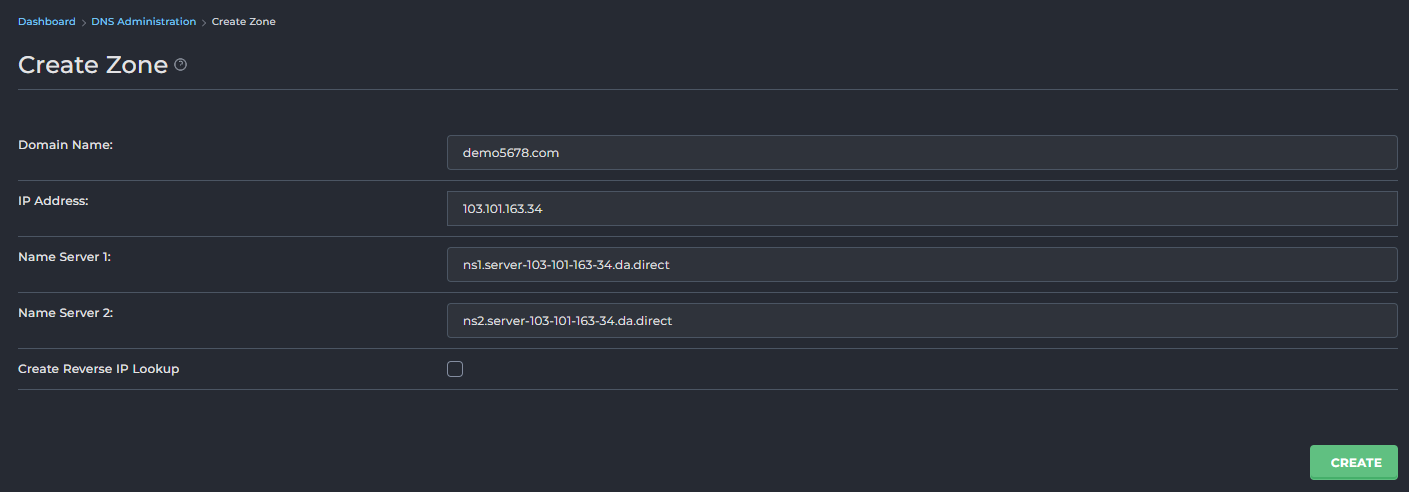 Dashboard > DNS Administration > Create Zone
Create Zone
Domain Name: demo5678.com
IP Address: 103.101.163.34
Name Server 1: ns1.server-103-101-163-34.da.direct
Name Server 2: ns2.server-103-101-163-34.da.direct
Create Reverse IP Lookup
CREATE